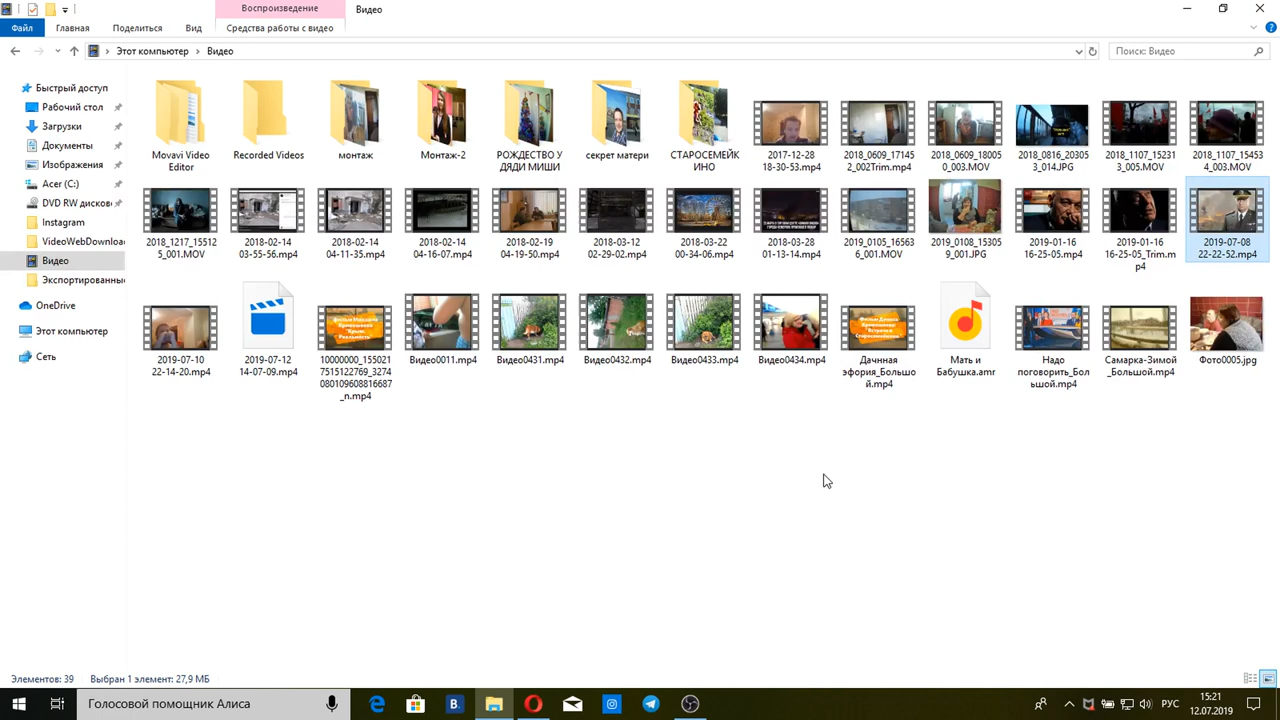 Воспроизведение
Видео
Файл
Главная
Поделиться
Вид
Средства работы с видео
Этот компьютер > Видео
Поиск: Видео
Быстрый доступ
Рабочий стол
Загрузки
Документы
Изображения
Acer (C:)
DVD RW дисково
Instagram
VideoWebDownloa
Видео
Экспортированны
OneDrive
Этот компьютер
Сеть
Movavi Video
Editor
Recorded Videos
монтаж
Монтаж-2
РОЖДЕСТВО У
ДЯДИ МИШИ
секрет матери
СТАРОСЕМЕЙК
ИНО
2017-12-28
18-30-53.mp4
2018_0609_17145
2_002Trim.mp4
2018_0609_18005
0_003.MOV
2018_0816_20305
3_014.JPG
2018_1107_15231
3_005.MOV
2018_1107_15453
4_003.MOV
2018_1217_15512
5_001.MOV
2018-02-14
03-55-56.mp4
2018-02-14
04-11-35.mp4
2018-02-14
04-16-07.mp4
2018-02-19
04-19-50.mp4
2018-03-12
02-29-02.mp4
2018-03-22
00-34-06.mp4
2018-03-28
01-13-14.mp4
2019_0105_16563
6_001.MOV
2019_0108_15305
9_001.JPG
2019-01-16
16-25-05.mp4
2019-01-16
16-25-05_Trim.m
p4
2019-07-08
22-22-52.mp4
2019-07-10
22-14-20.mp4
2019-07-12
14-07-09.mp4
10000000_155021
7515122769_3274
080109608816687
_n.mp4
Видео0011.mp4
Видео0431.mp4
Видео0432.mp4
Видео0433.mp4
Видео0434.mp4
Дачнная
эфория_Большо
й.mp4
Мать и
Бабушка.amr
Надо
поговорить_Бол
ьшой.mp4
Самарка-Зимой
_Большой.mp4
Фото0005.jpg
Элементов: 39
Выбран 1 элемент: 27,9 МБ
Голосовой помощник Алиса
РУС
15:21
12.07.2019